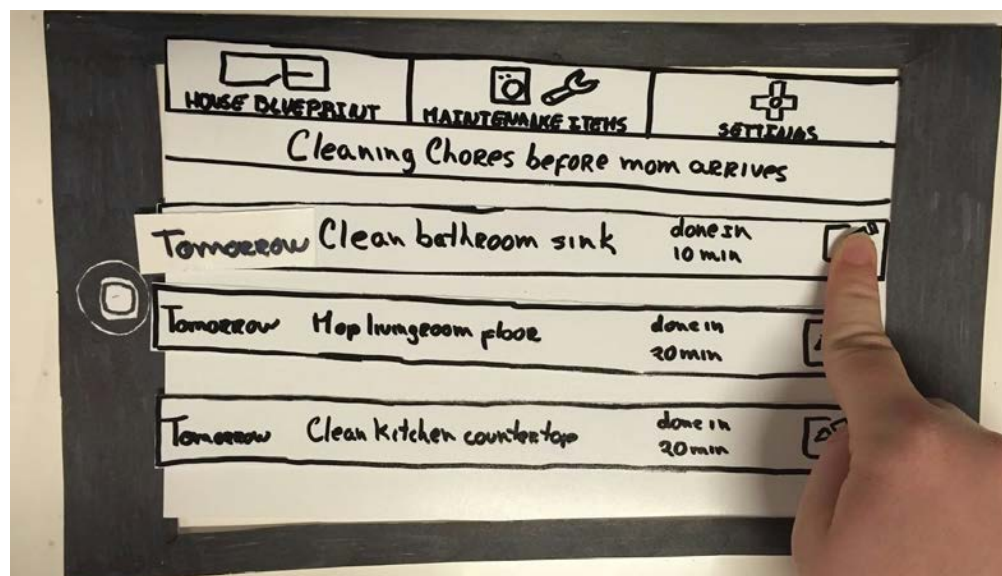 HOUSE BLUEPRINT
MAINTENANCE ITEMS
SETTINGS
Cleaning Chores before mom arrives
Tomorrow Clean bathroom sink done in 10 min
Tomorrow Mop livingroom floor done in 20 min
Tomorrow Clean kitchen countertop done in 20 min